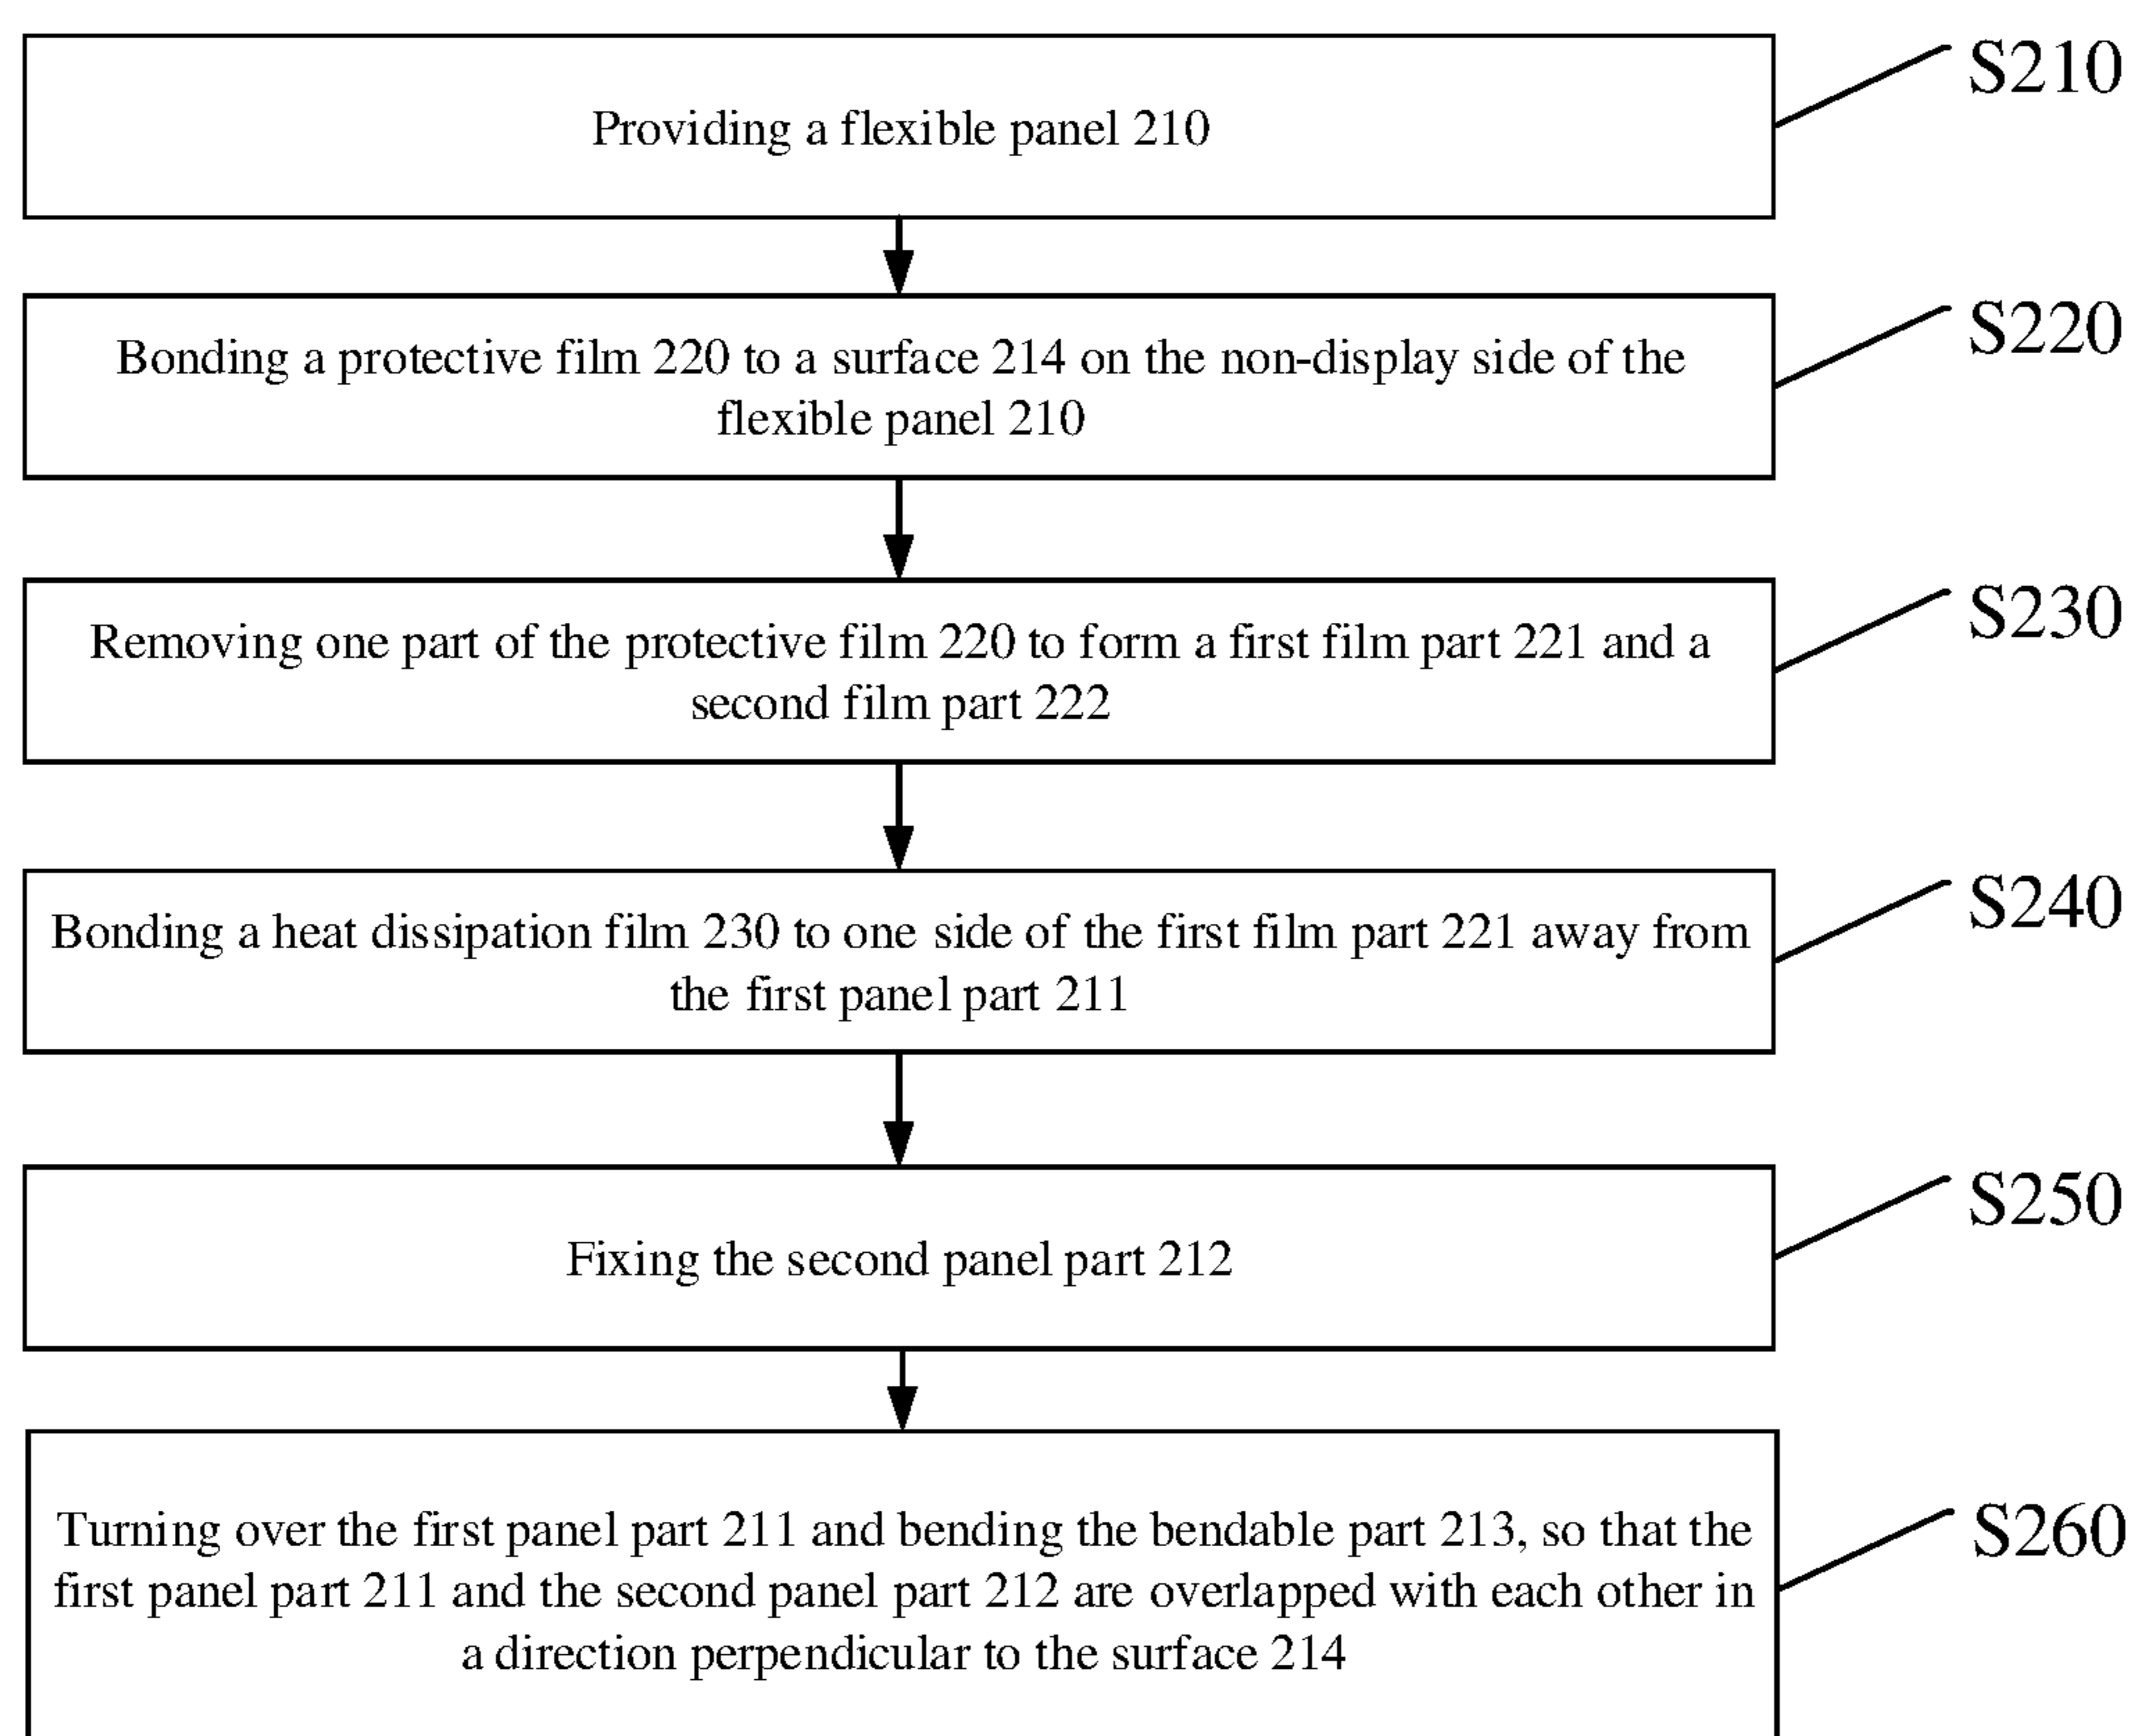 Providing a flexible panel 210
S210
Bonding a protective film 220 to a surface 214 on the non-display side of the
flexible panel 210
S220
Removing one part of the protective film 220 to form a first film part 221 and a
second film part 222
S230
Bonding a heat dissipation film 230 to one side of the first film part 221 away from
the first panel part 211
S240
Fixing the second panel part 212
S250
Turning over the first panel part 211 and bending the bendable part 213, so that the
first panel part 211 and the second panel part 212 are overlapped with each other in
a direction perpendicular to the surface 214
S260